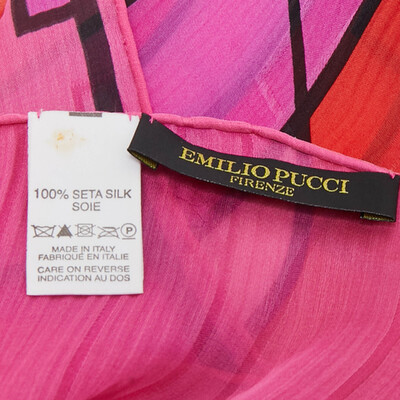 100% SETA SILK
SOIE
P
MADE IN ITALY
FABRIQUÉ EN ITALIE
CARE ON REVERSE
INDICATION AU DOS
EMILIO PUCCI
FIRENZE